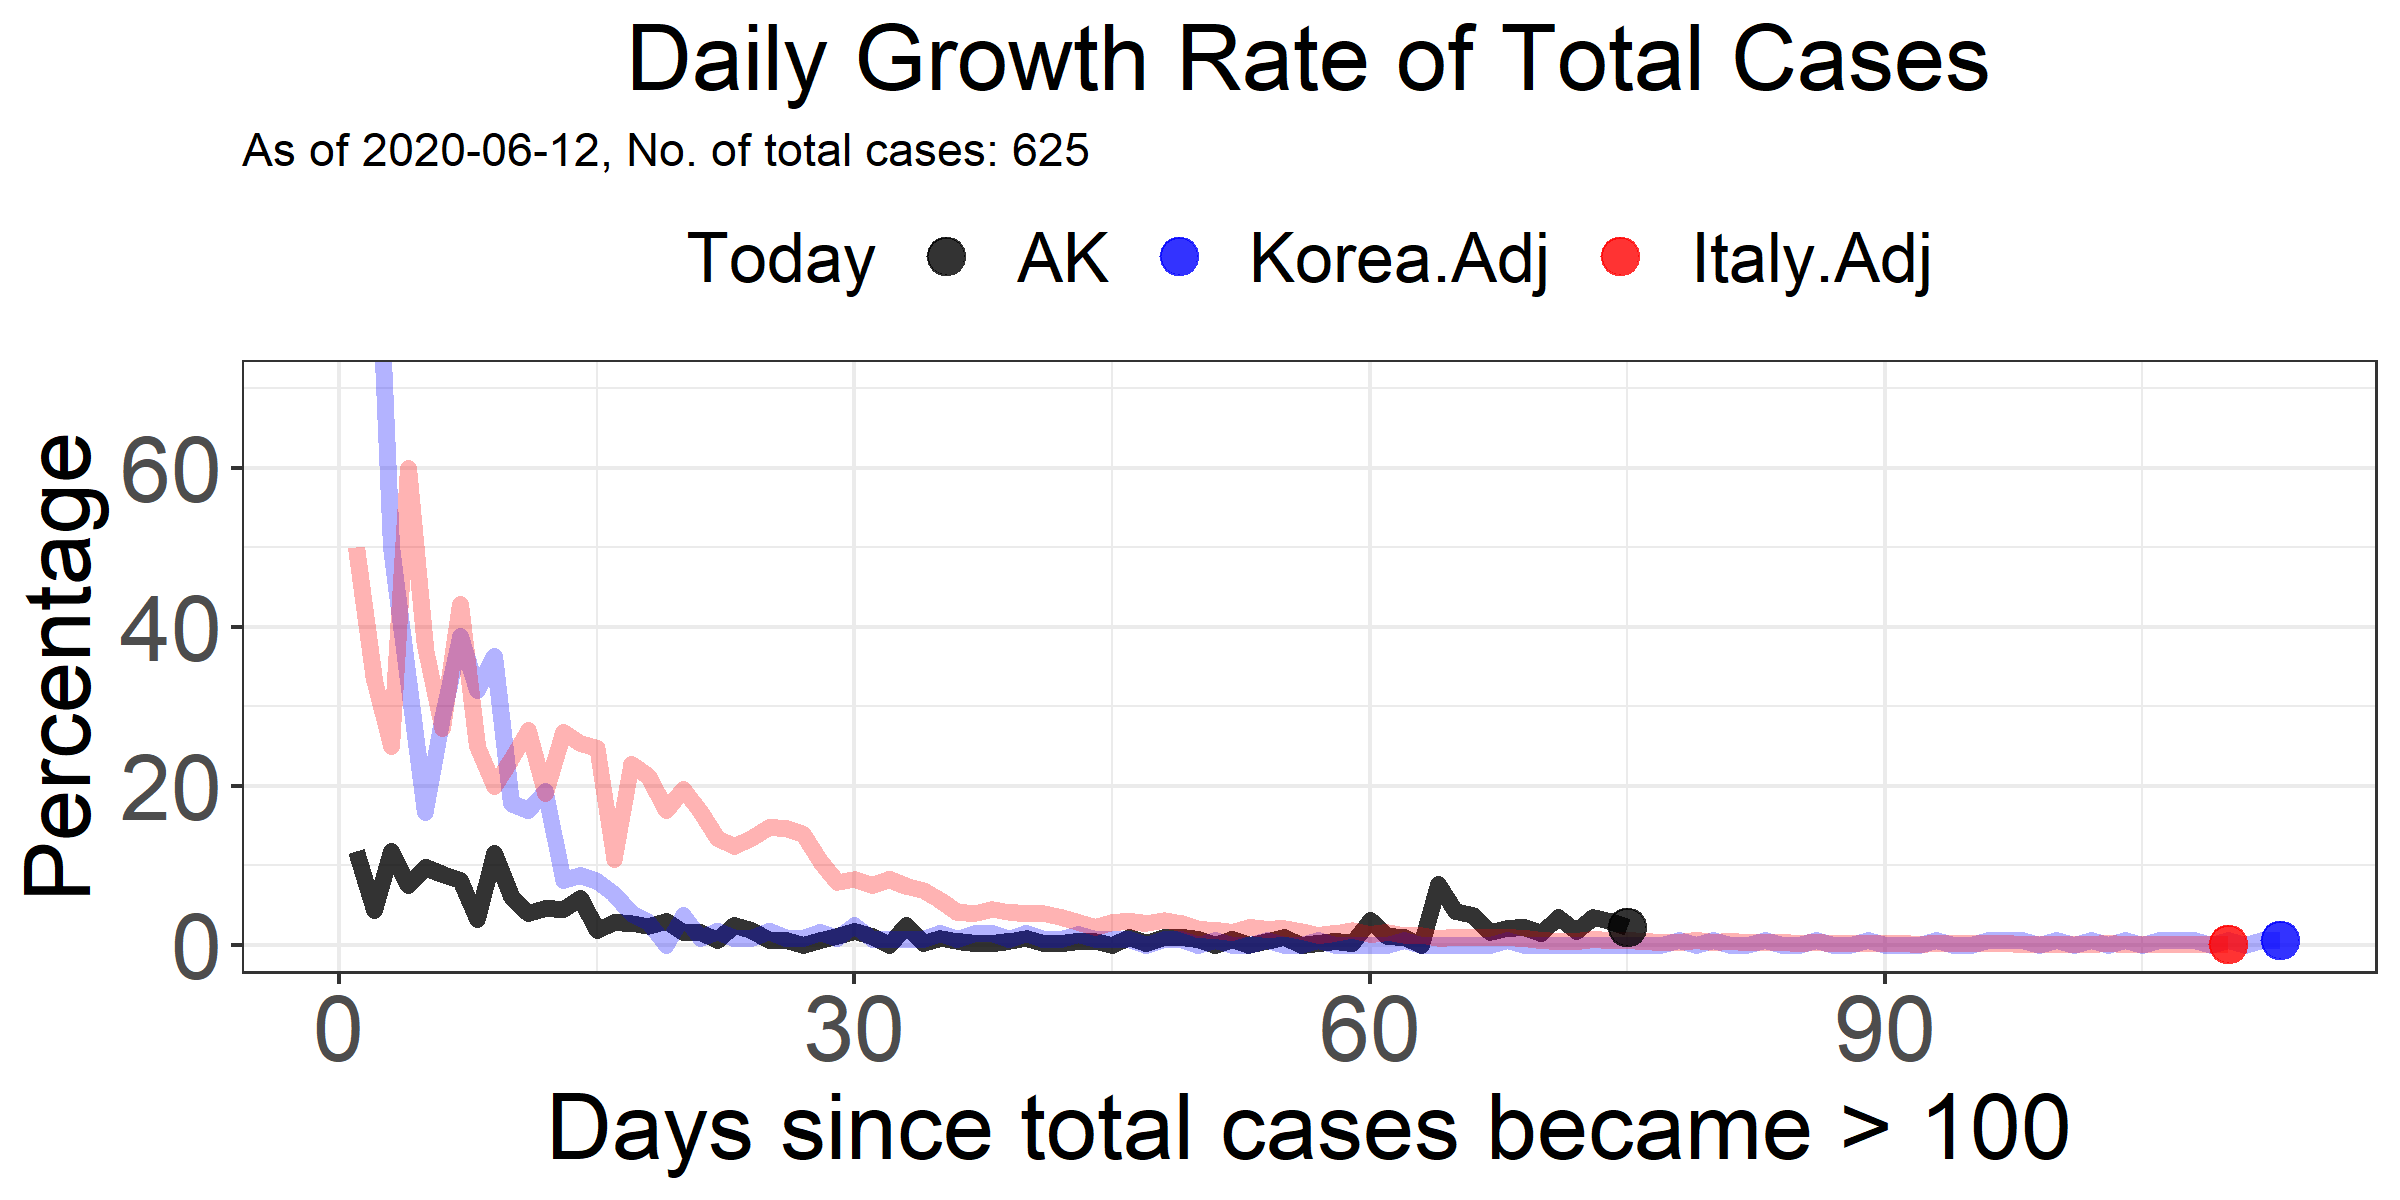 Daily Growth Rate of Total Cases
As of 2020-06-12, No. of total cases: 625
Today AK Korea.Adj Italy.Adj
Percentage
60
40
20
0
0 30 60 90
Days since total cases became > 100